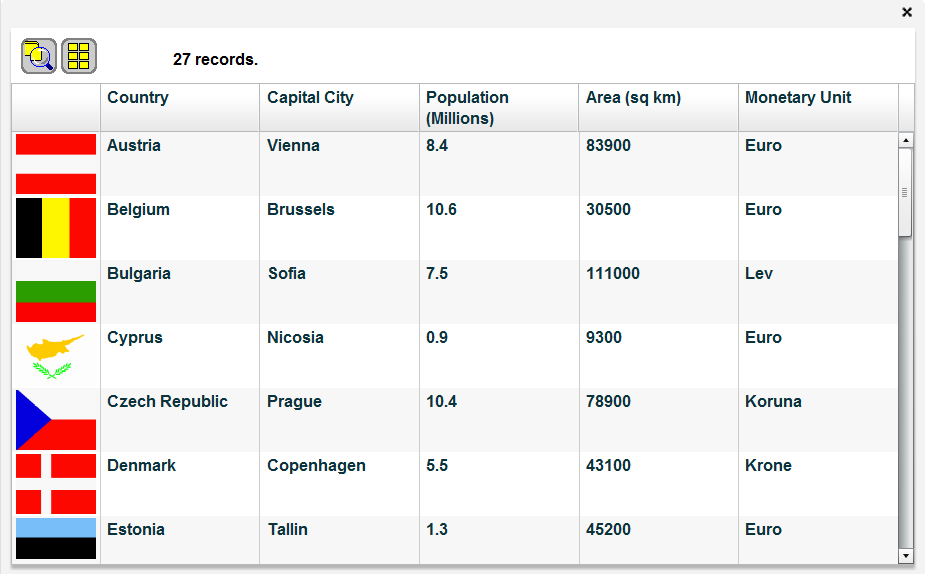 27 records.
Country Capital City Population (Millions) Area (sq km) Monetary Unit
Austria Vienna 8.4 83900 Euro
Belgium Brussels 10.6 30500 Euro
Bulgaria Sofia 7.5 111000 Lev
Cyprus Nicosia 0.9 9300 Euro
Czech Republic Prague 10.4 78900 Koruna
Denmark Copenhagen 5.5 43100 Krone
Estonia Tallin 1.3 45200 Euro